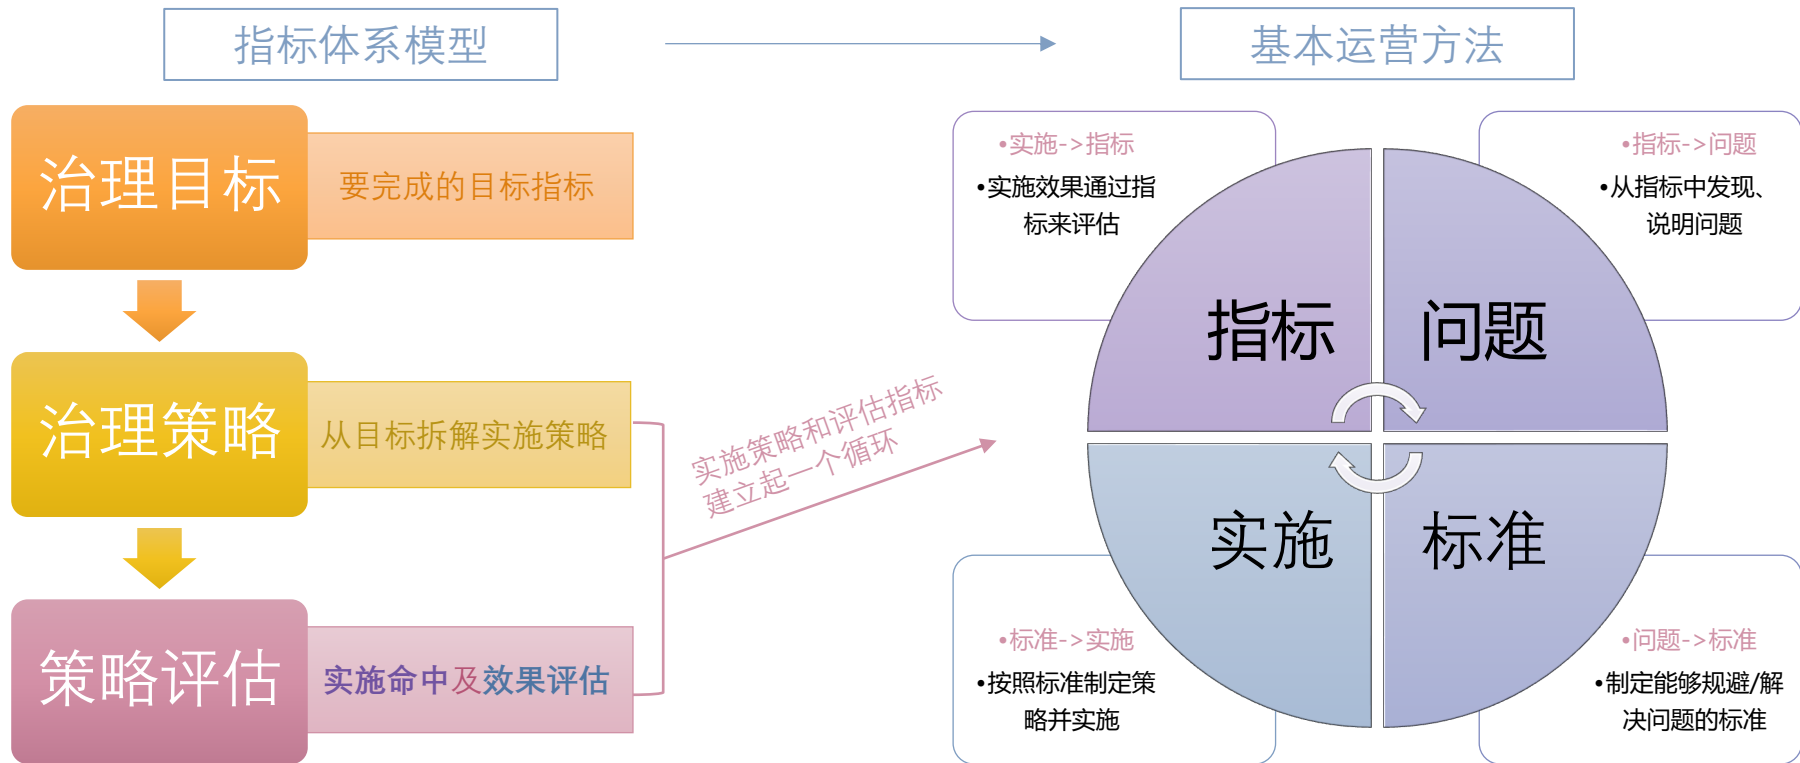 指标体系模型
基本运营方法
治理目标
要完成的目标指标
治理策略
从目标拆解实施策略
策略评估
实施命中及效果评估
实施策略和评估指标
建立起一个循环
•实施->指标
•实施效果通过指
标来评估
•指标->问题
•从指标中发现、
说明问题
指标
问题
实施
标准
•标准->实施
•按照标准制定策
略并实施
•问题->标准
•制定能够规避/解
决问题的标准